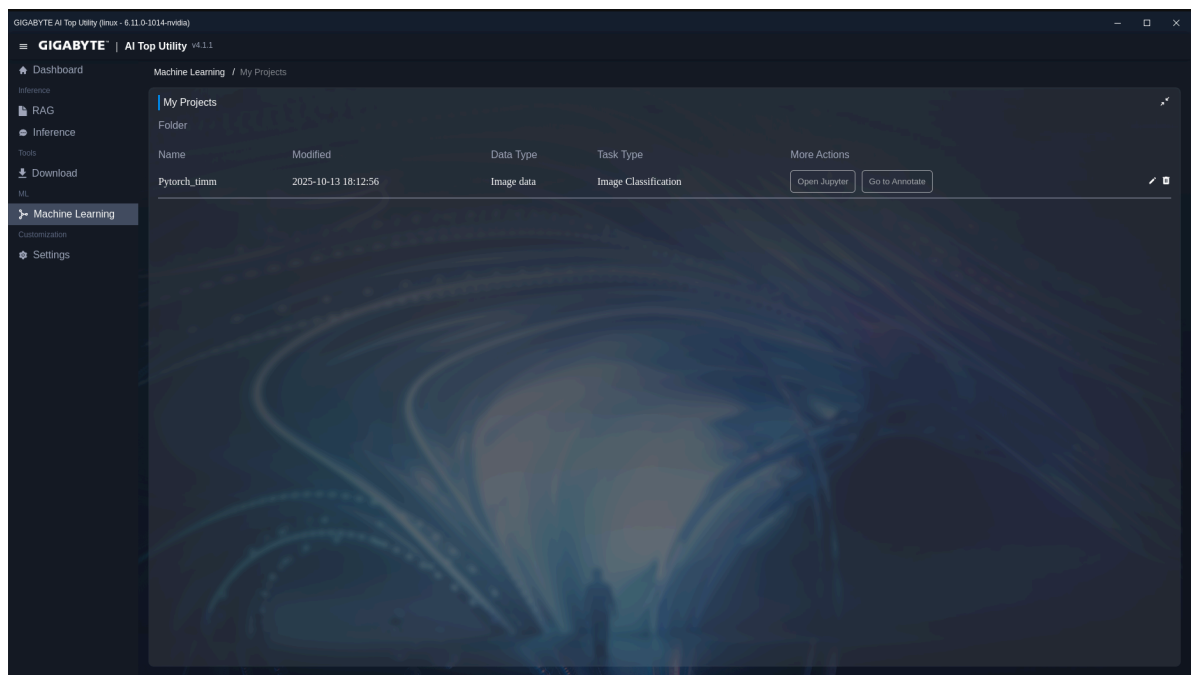 GIGABYTE AI Top Utility (linux - 6.11.0-1014-nvidia)
GIGABYTE™ | AI Top Utility v4.1.1
Dashboard
Inference
RAG
Inference
Tools
Download
ML
Machine Learning
Customization
Settings
Machine Learning / My Projects
My Projects
Folder
Name Modified Data Type Task Type More Actions
Pytorch_timm 2025-10-13 18:12:56 Image data Image Classification Open Jupyter Go to Annotate